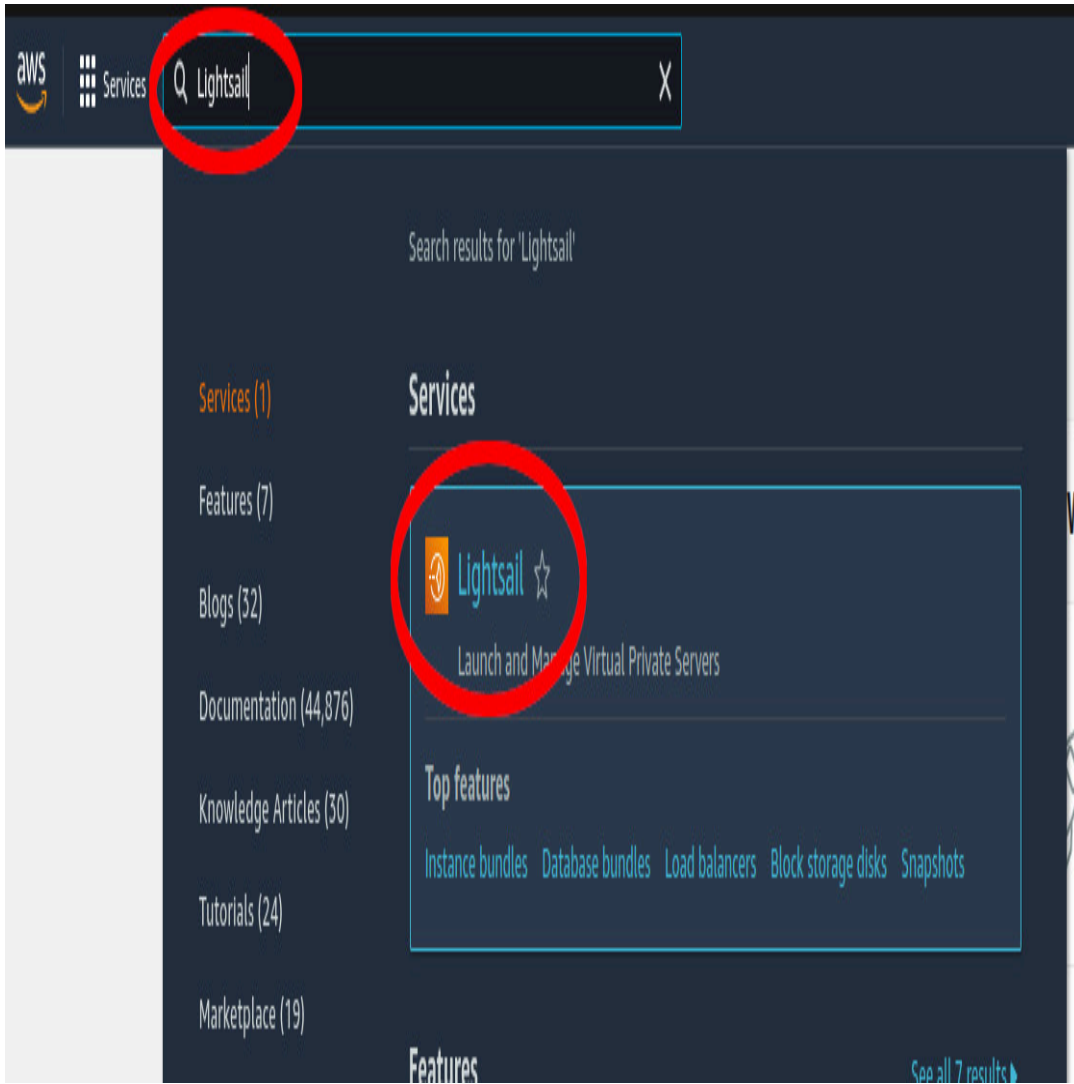 aws
Services
Lightsail
X
Search results for 'Lightsail'
Services (1)
Features (7)
Blogs (32)
Documentation (44,876)
Knowledge Articles (30)
Tutorials (24)
Marketplace (19)
Services
Lightsail
Launch and Manage Virtual Private Servers
Top features
Instance bundles Database bundles Load balancers Block storage disks Snapshots
Features
See all 7 results